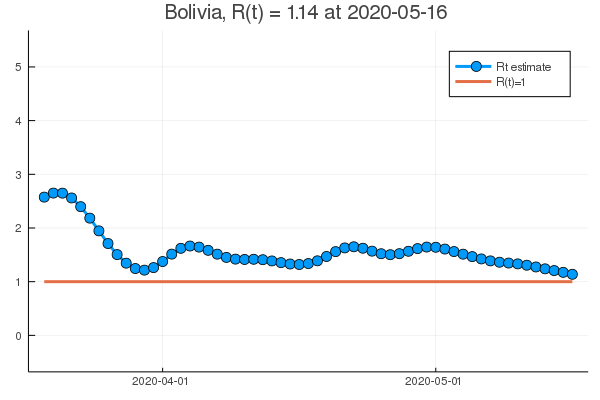 Bolivia, R(t) = 1.14 at 2020-05-16
5
4
3
2
1
0
Rt estimate
R(t)=1
2020-04-01
2020-05-01